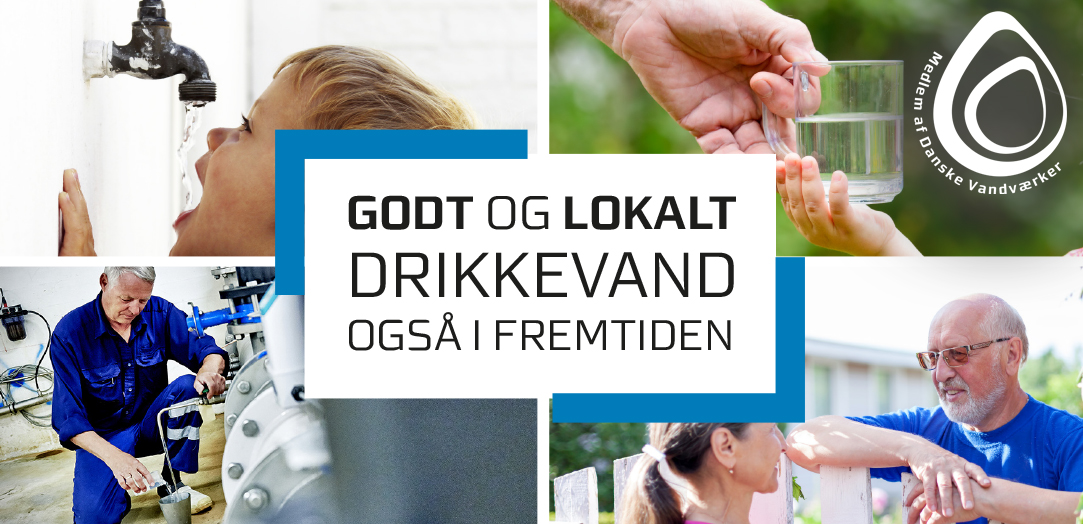 GODT OG LOKALT
DRIKKEVAND
OGSÅ I FREMTIDEN
Medlem af Danske Vandværker